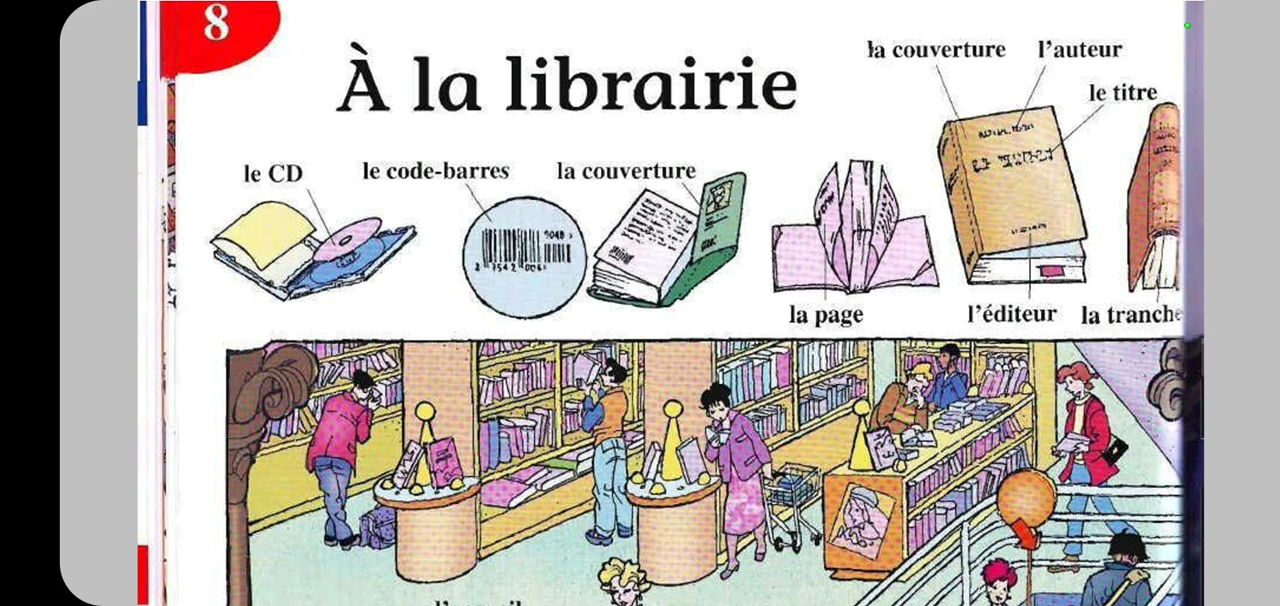 8
À la librairie
la couverture
l'auteur
le titre
le CD
le code-barres
la couverture
la page
l'éditeur
la tranche